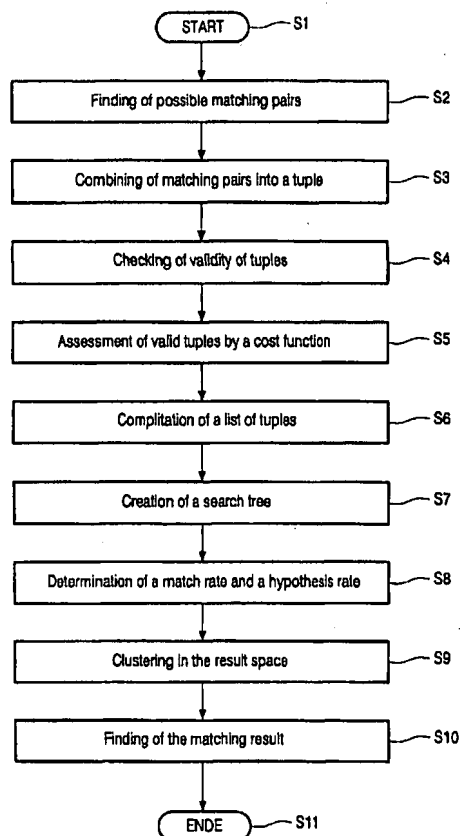 START S1
Finding of possible matching pairs S2
Combining of matching pairs into a tuple S3
Checking of validity of tuples S4
Assessment of valid tuples by a cost function S5
Complitation of a list of tuples S6
Creation of a search tree S7
Determination of a match rate and a hypothesis rate S8
Clustering in the result space S9
Finding of the matching result S10
ENDE S11